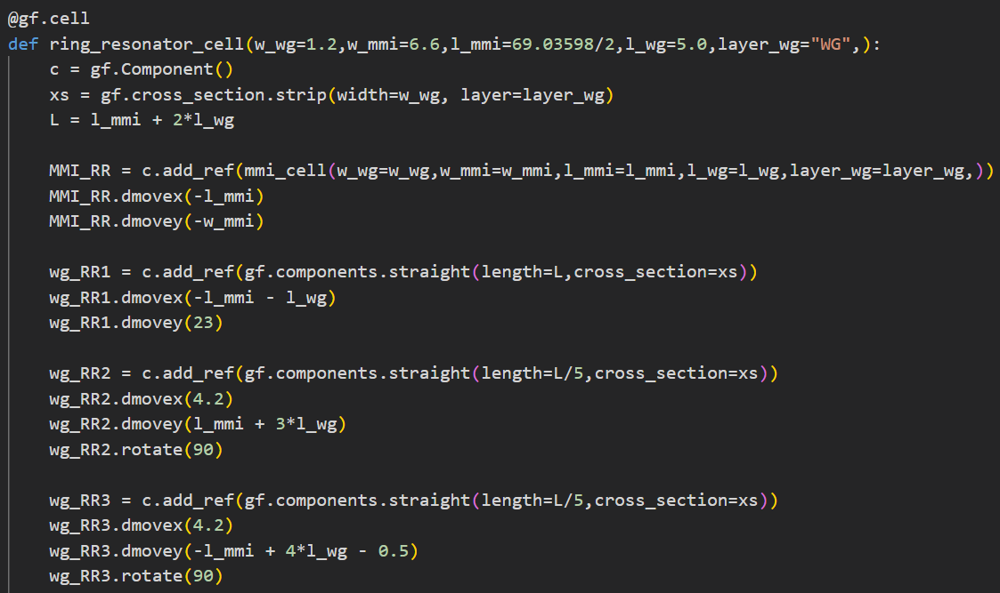 @gf.cell
def ring_resonator_cell(w_wg=1.2,w_mmi=6.6,l_mmi=69.03598/2,l_wg=5.0,layer_wg="WG",):
    c = gf.Component()
    xs = gf.cross_section.strip(width=w_wg, layer=layer_wg)
    L = l_mmi + 2*l_wg

    MMI_RR = c.add_ref(mmi_cell(w_wg=w_wg,w_mmi=w_mmi,l_mmi=l_mmi,l_wg=l_wg,layer_wg=layer_wg,))
    MMI_RR.dmovex(-l_mmi)
    MMI_RR.dmovey(-w_mmi)

    wg_RR1 = c.add_ref(gf.components.straight(length=L,cross_section=xs))
    wg_RR1.dmovex(-l_mmi - l_wg)
    wg_RR1.dmovey(23)

    wg_RR2 = c.add_ref(gf.components.straight(length=L/5,cross_section=xs))
    wg_RR2.dmovex(4.2)
    wg_RR2.dmovey(l_mmi + 3*l_wg)
    wg_RR2.rotate(90)

    wg_RR3 = c.add_ref(gf.components.straight(length=L/5,cross_section=xs))
    wg_RR3.dmovex(4.2)
    wg_RR3.dmovey(-l_mmi + 4*l_wg - 0.5)
    wg_RR3.rotate(90)